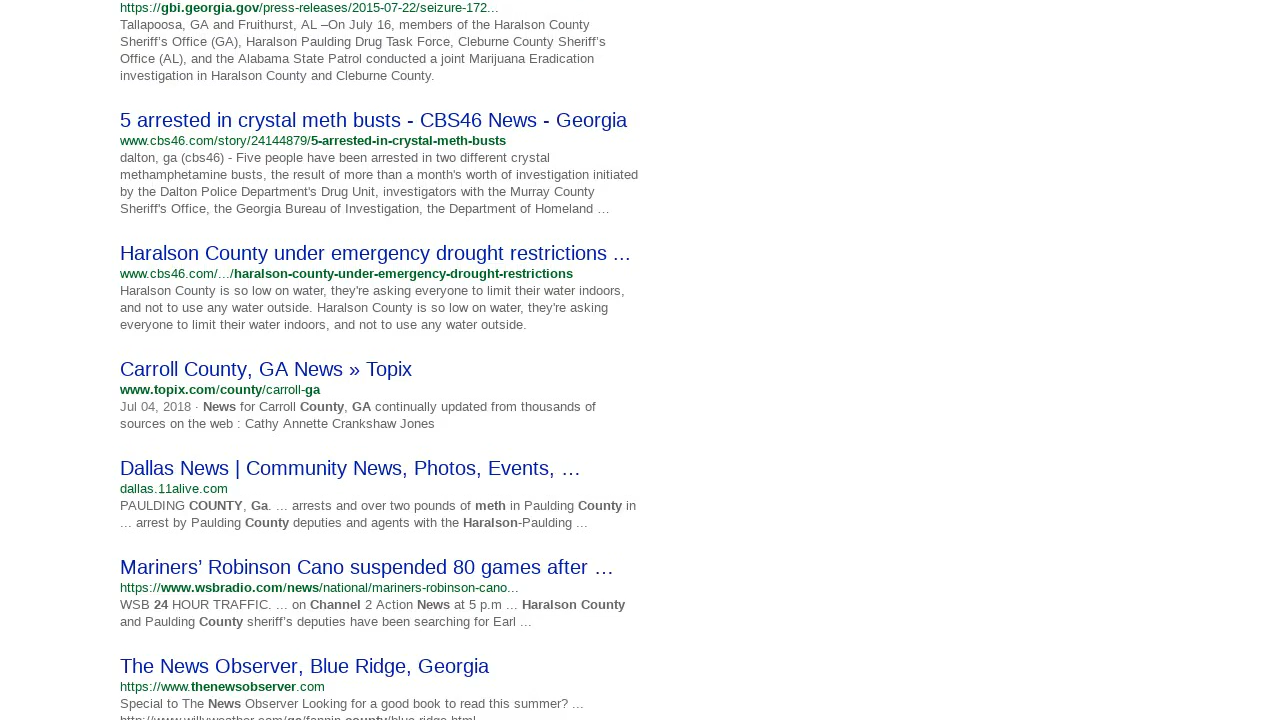 https://gbi.georgia.gov/press-releases/2015-07-22/seizure-172...
Tallapoosa, GA and Fruithurst, AL –On July 16, members of the Haralson County
Sheriff's Office (GA), Haralson Paulding Drug Task Force, Cleburne County Sheriff's
Office (AL), and the Alabama State Patrol conducted a joint Marijuana Eradication
investigation in Haralson County and Cleburne County.
5 arrested in crystal meth busts - CBS46 News - Georgia
www.cbs46.com/story/24144879/5-arrested-in-crystal-meth-busts
dalton, ga (cbs46) - Five people have been arrested in two different crystal
methamphetamine busts, the result of more than a month's worth of investigation initiated
by the Dalton Police Department's Drug Unit, investigators with the Murray County
Sheriff's Office, the Georgia Bureau of Investigation, the Department of Homeland …
Haralson County under emergency drought restrictions ...
www.cbs46.com/.../haralson-county-under-emergency-drought-restrictions
Haralson County is so low on water, they're asking everyone to limit their water indoors,
and not to use any water outside. Haralson County is so low on water, they're asking
everyone to limit their water indoors, and not to use any water outside.
Carroll County, GA News » Topix
www.topix.com/county/carroll-ga
Jul 04, 2018 · News for Carroll County, GA continually updated from thousands of
sources on the web : Cathy Annette Crankshaw Jones
Dallas News | Community News, Photos, Events, …
dallas.11alive.com
PAULDING COUNTY, Ga. ... arrests and over two pounds of meth in Paulding County in
... arrest by Paulding County deputies and agents with the Haralson-Paulding ...
Mariners’ Robinson Cano suspended 80 games after …
https://www.wsbradio.com/news/national/mariners-robinson-cano...
WSB 24 HOUR TRAFFIC. ... on Channel 2 Action News at 5 p.m ... Haralson County
and Paulding County sheriff’s deputies have been searching for Earl ...
The News Observer, Blue Ridge, Georgia
https://www.thenewsobserver.com
Special to The News Observer Looking for a good book to read this summer? ...
http://www.willyweather.com/ga/fannin-county/blue-ridge.html